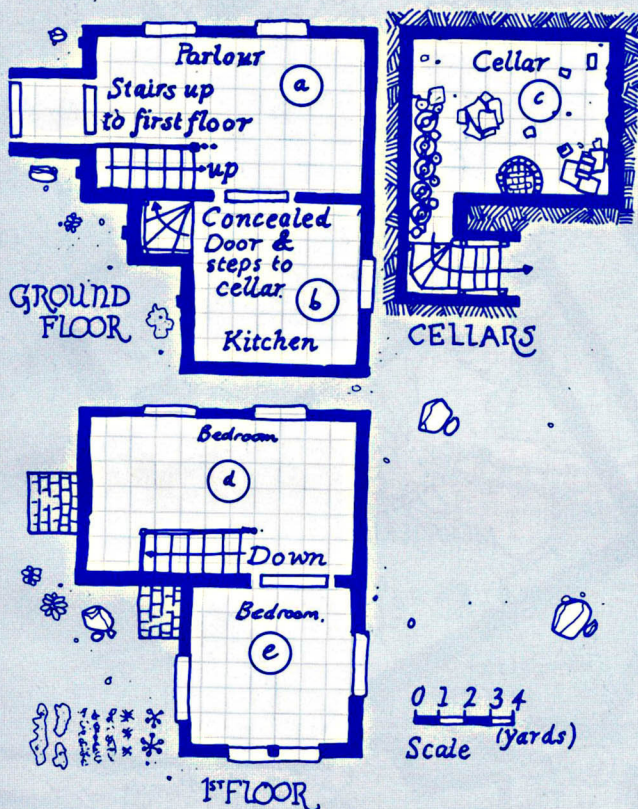 Parlour
a
Stairs up
to first floor
up
Concealed
Door &
steps to
cellar.
b
Kitchen
GROUND
FLOOR
Cellar
c
CELLARS
Bedroom
d
Down
Bedroom.
e
1ST FLOOR
0 1 2 3 4
(yards)
Scale